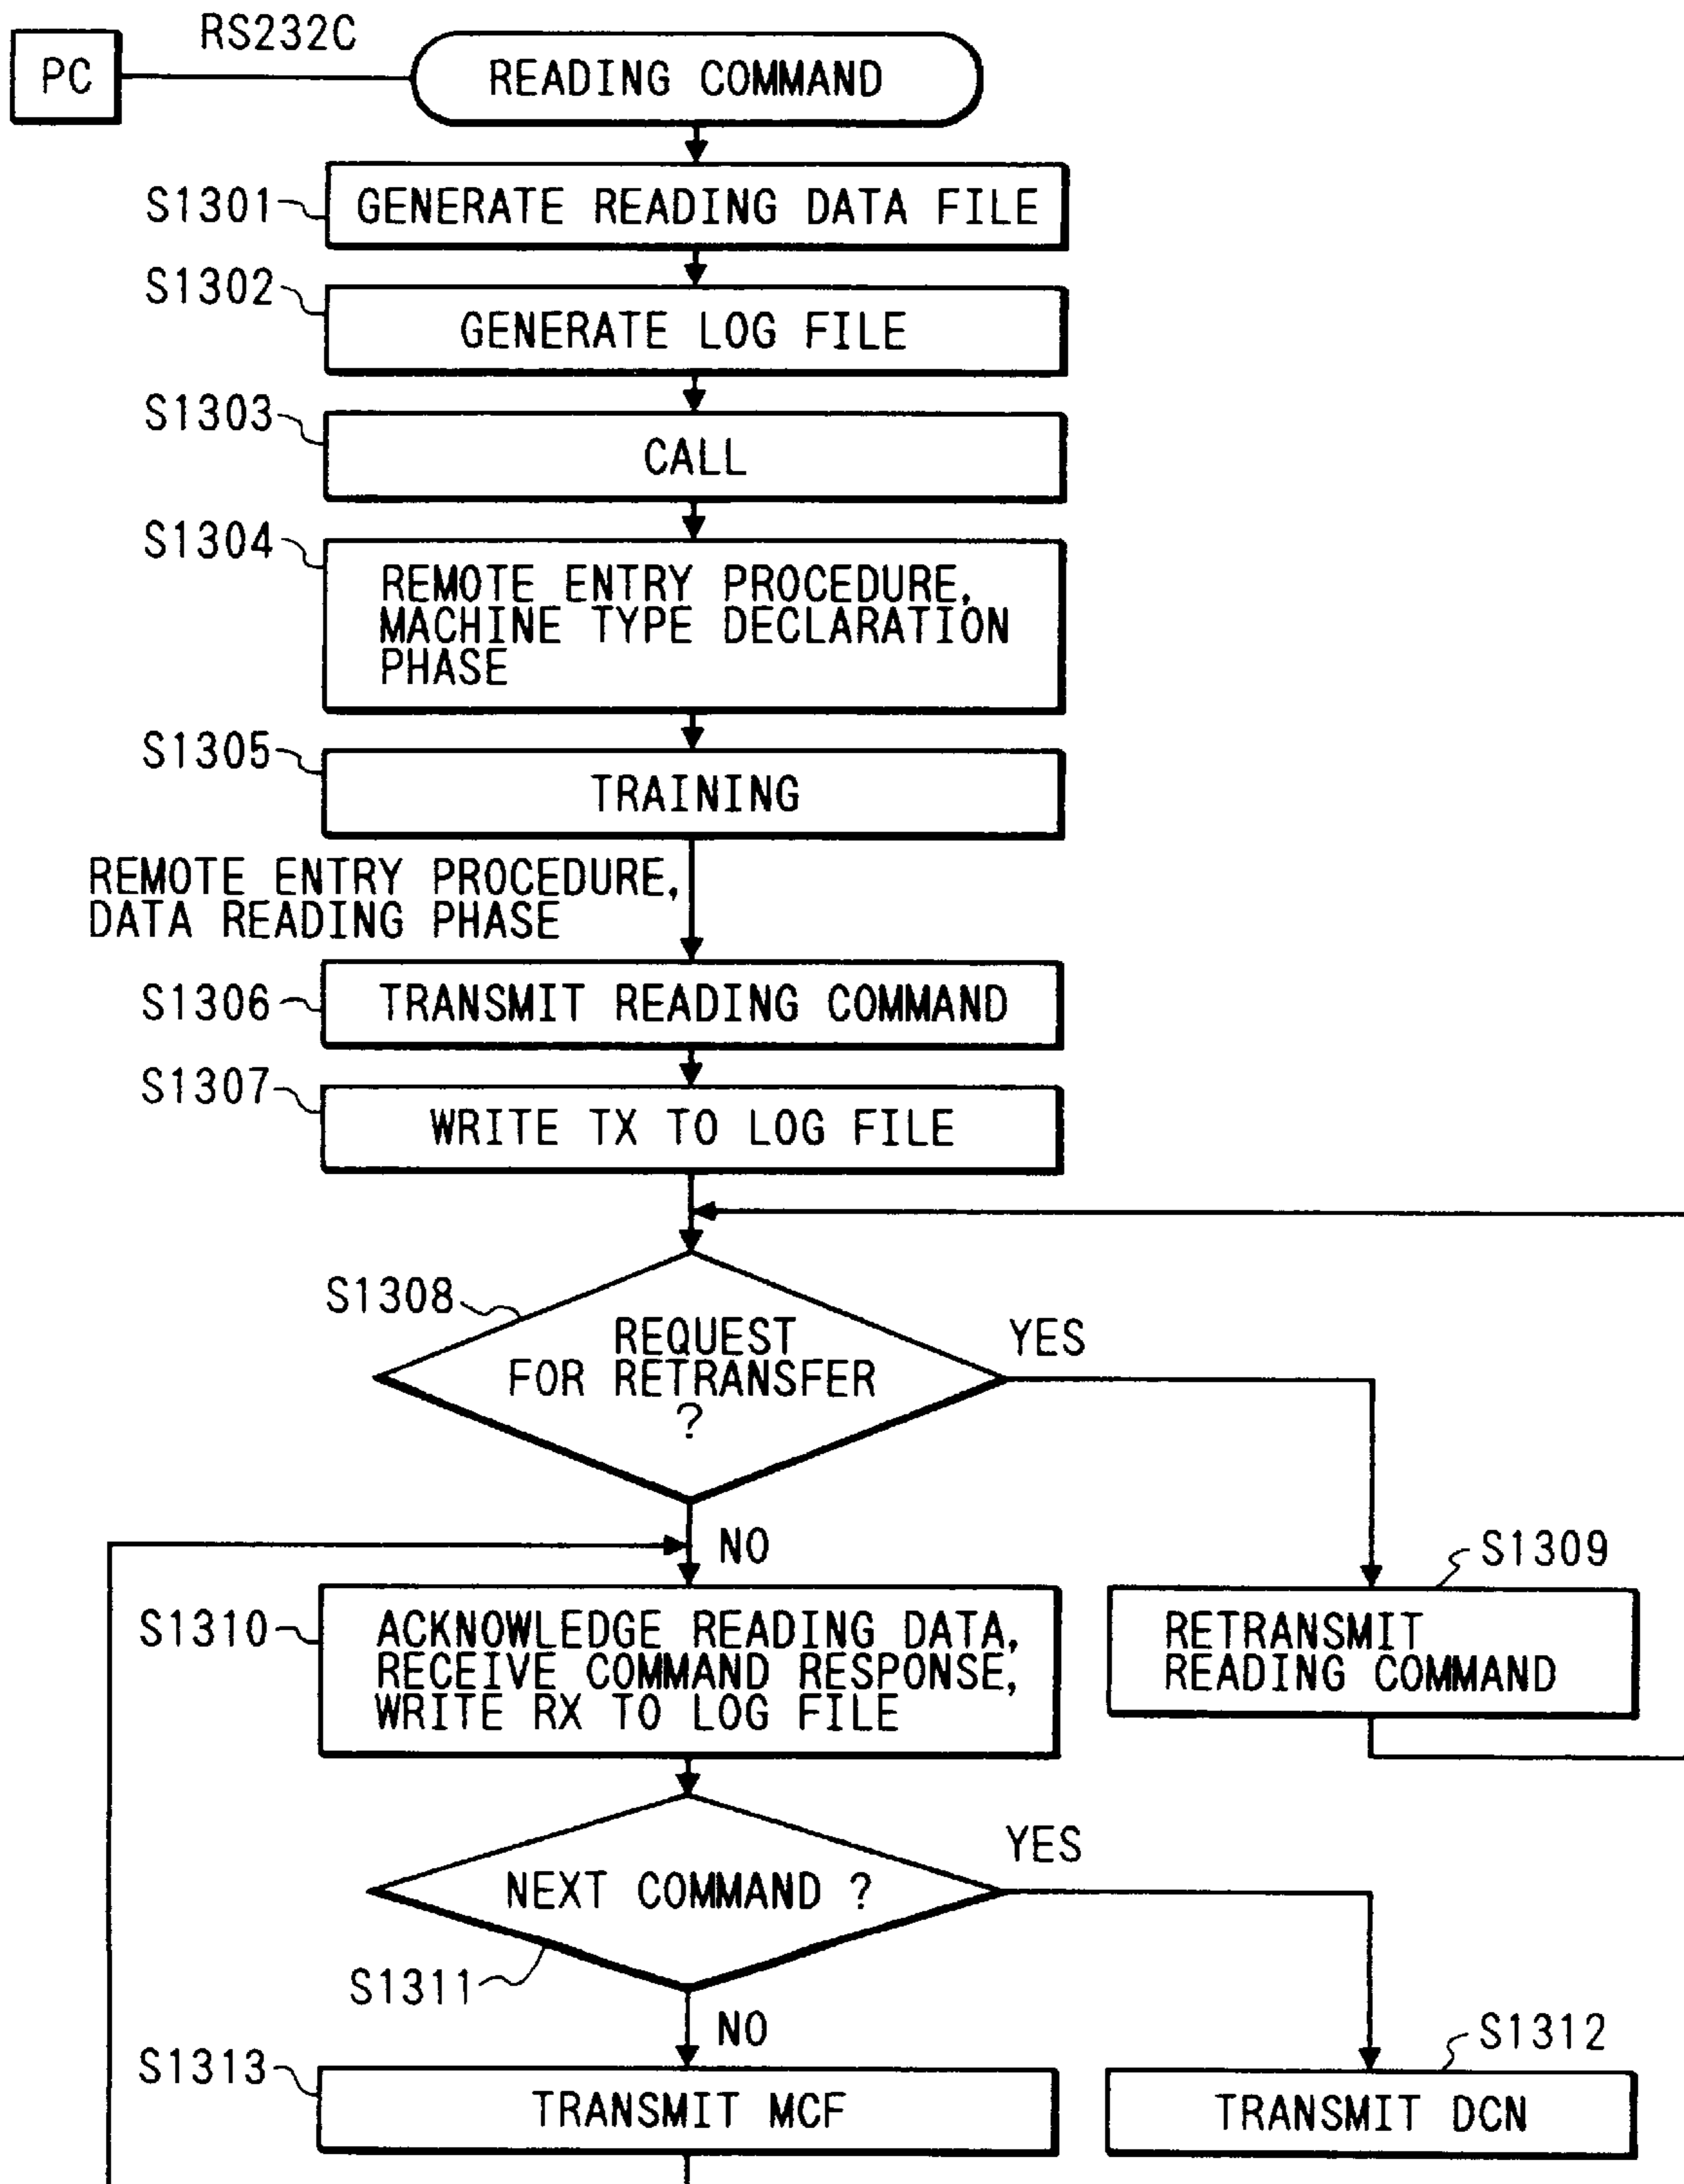 RS232C
PC
READING COMMAND
S1301
GENERATE READING DATA FILE
S1302
GENERATE LOG FILE
S1303
CALL
S1304
REMOTE ENTRY PROCEDURE,
MACHINE TYPE DECLARATION
PHASE
S1305
TRAINING
REMOTE ENTRY PROCEDURE,
DATA READING PHASE
S1306
TRANSMIT READING COMMAND
S1307
WRITE TX TO LOG FILE
S1308
REQUEST
FOR RETRANSFER
?
YES
NO
S1309
RETRANSMIT
READING COMMAND
S1310
ACKNOWLEDGE READING DATA,
RECEIVE COMMAND RESPONSE,
WRITE RX TO LOG FILE
NEXT COMMAND ?
YES
S1311
NO
S1312
TRANSMIT DCN
S1313
TRANSMIT MCF